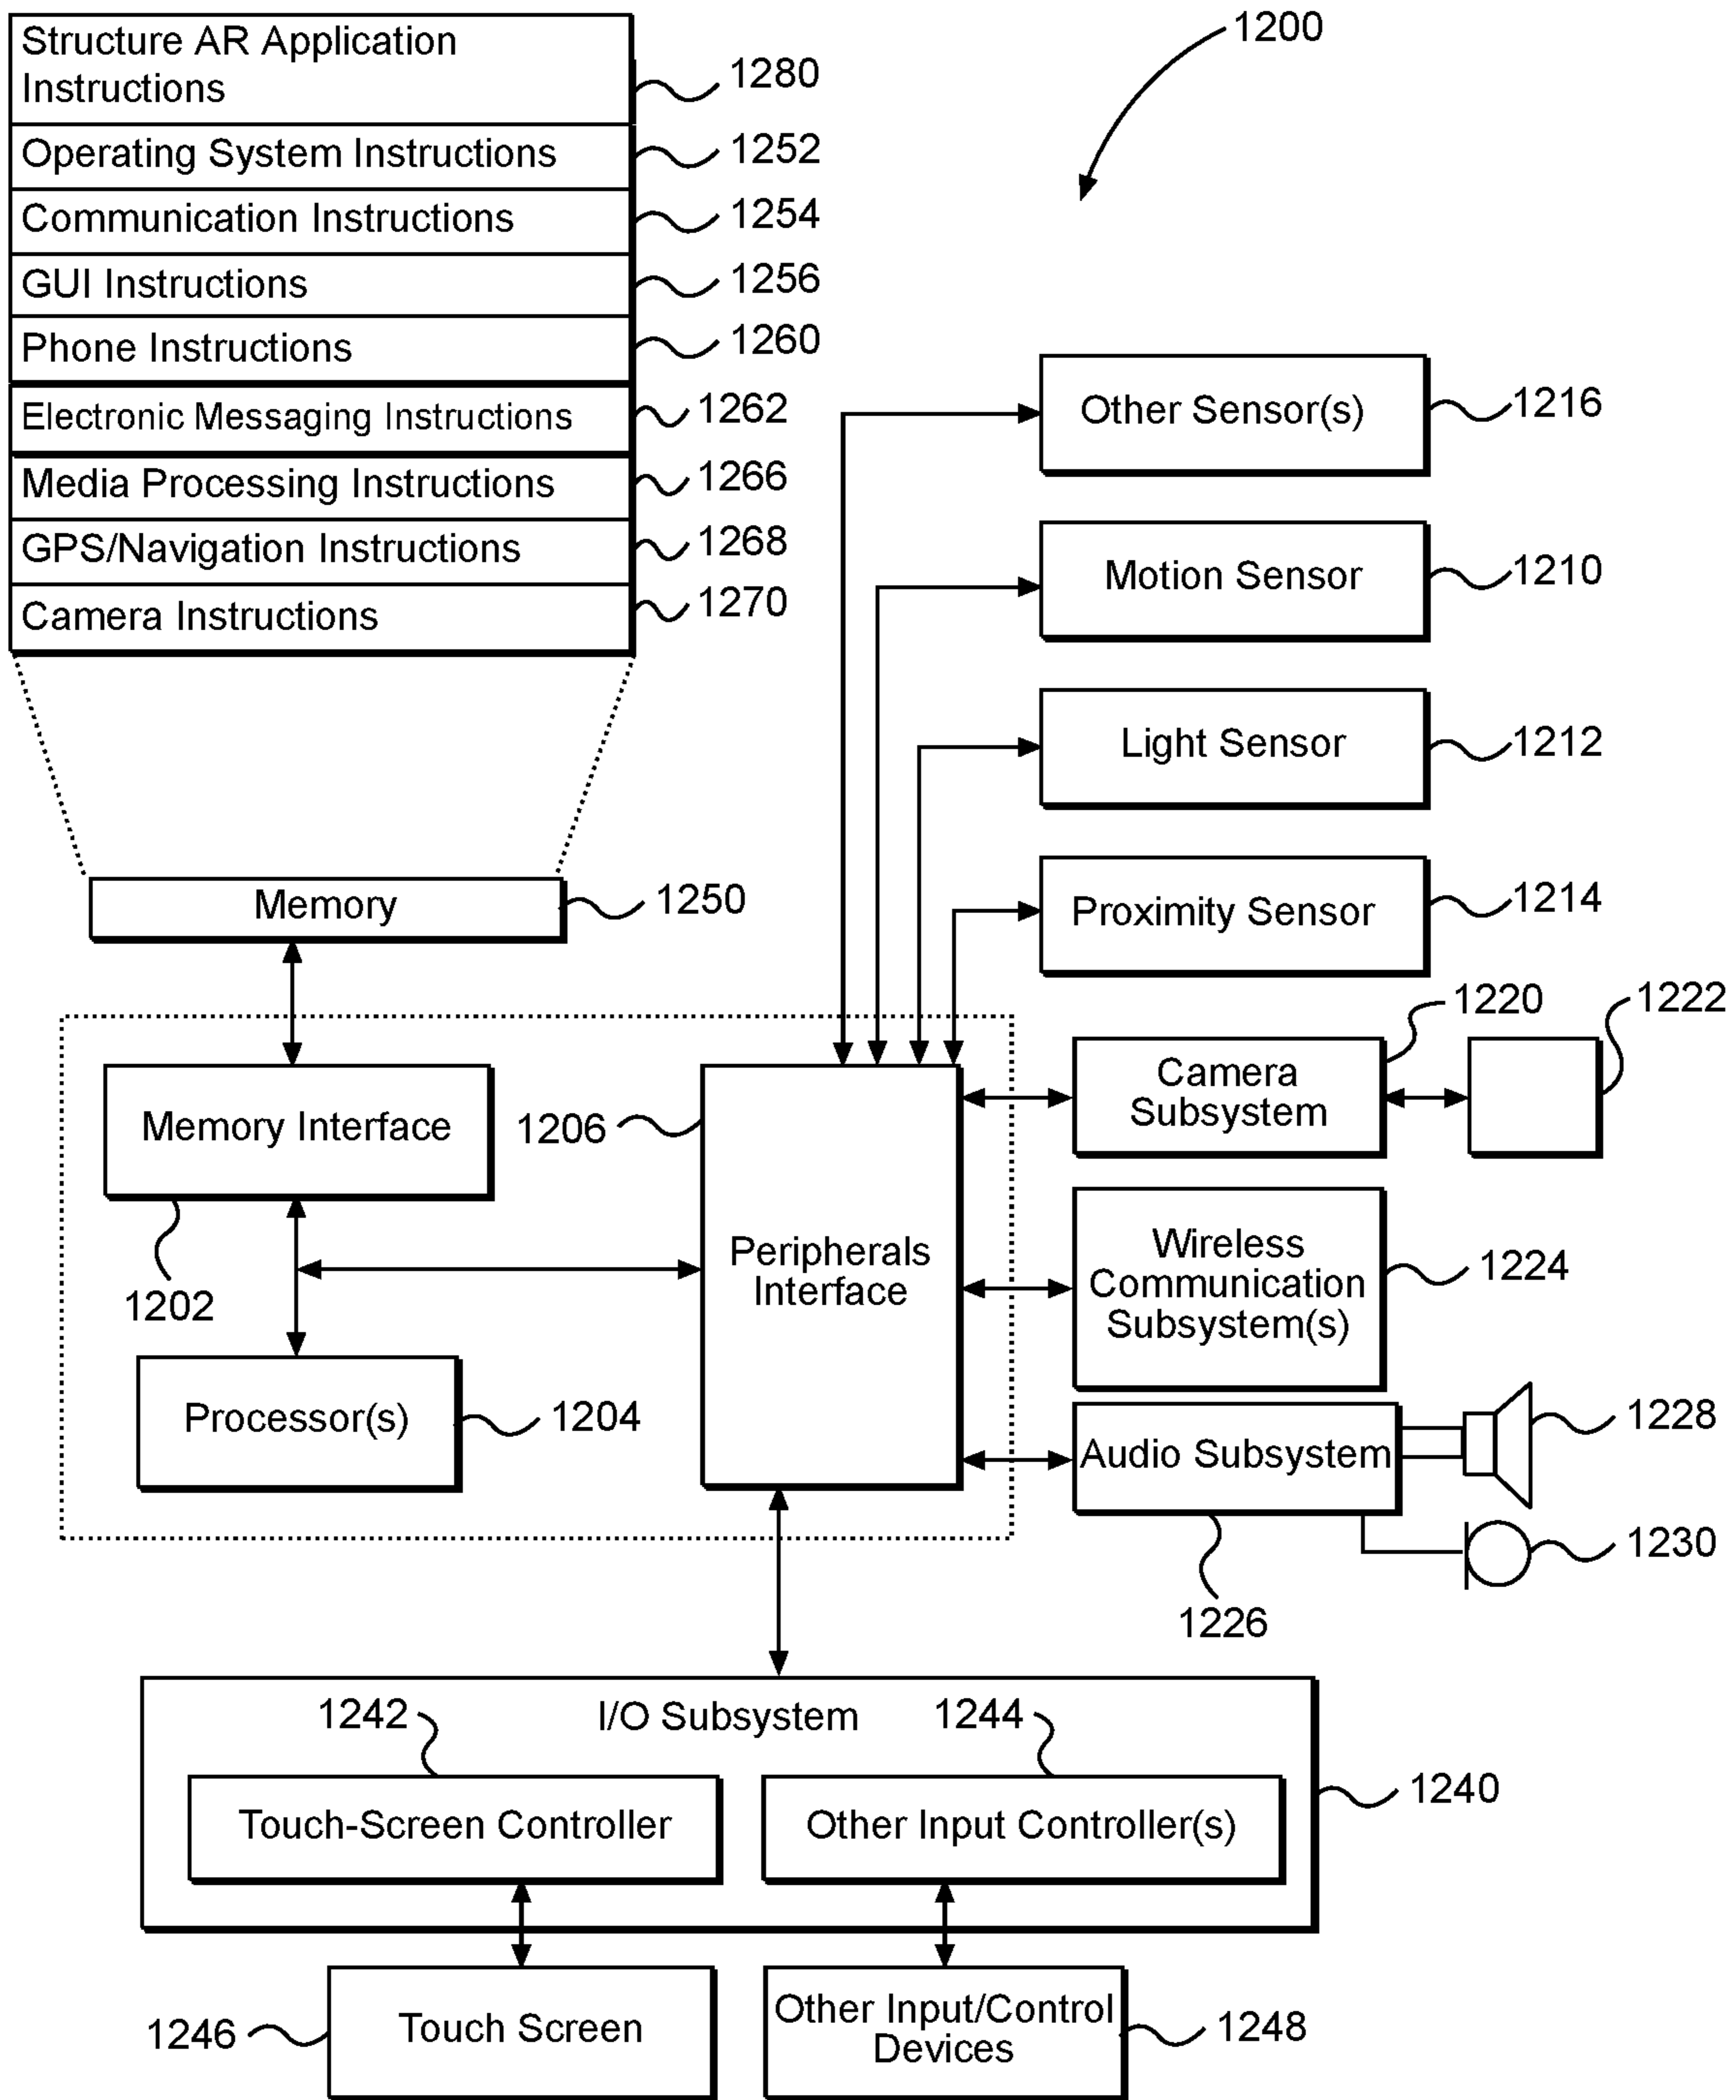 1200
Structure AR Application
Instructions
1280
Operating System Instructions
1252
Communication Instructions
1254
GUI Instructions
1256
Phone Instructions
1260
Electronic Messaging Instructions
1262
Media Processing Instructions
1266
GPS/Navigation Instructions
1268
Camera Instructions
1270
Other Sensor(s)
1216
Motion Sensor
1210
Light Sensor
1212
Proximity Sensor
1214
Memory
1250
Memory Interface
1202
Processor(s)
1204
1206
Peripherals
Interface
1220
Camera
Subsystem
1222
Wireless
Communication
Subsystem(s)
1224
Audio Subsystem
1228
1230
1226
I/O Subsystem
1242
1244
1240
Touch-Screen Controller
Other Input Controller(s)
1246
Touch Screen
Other Input/Control
Devices
1248